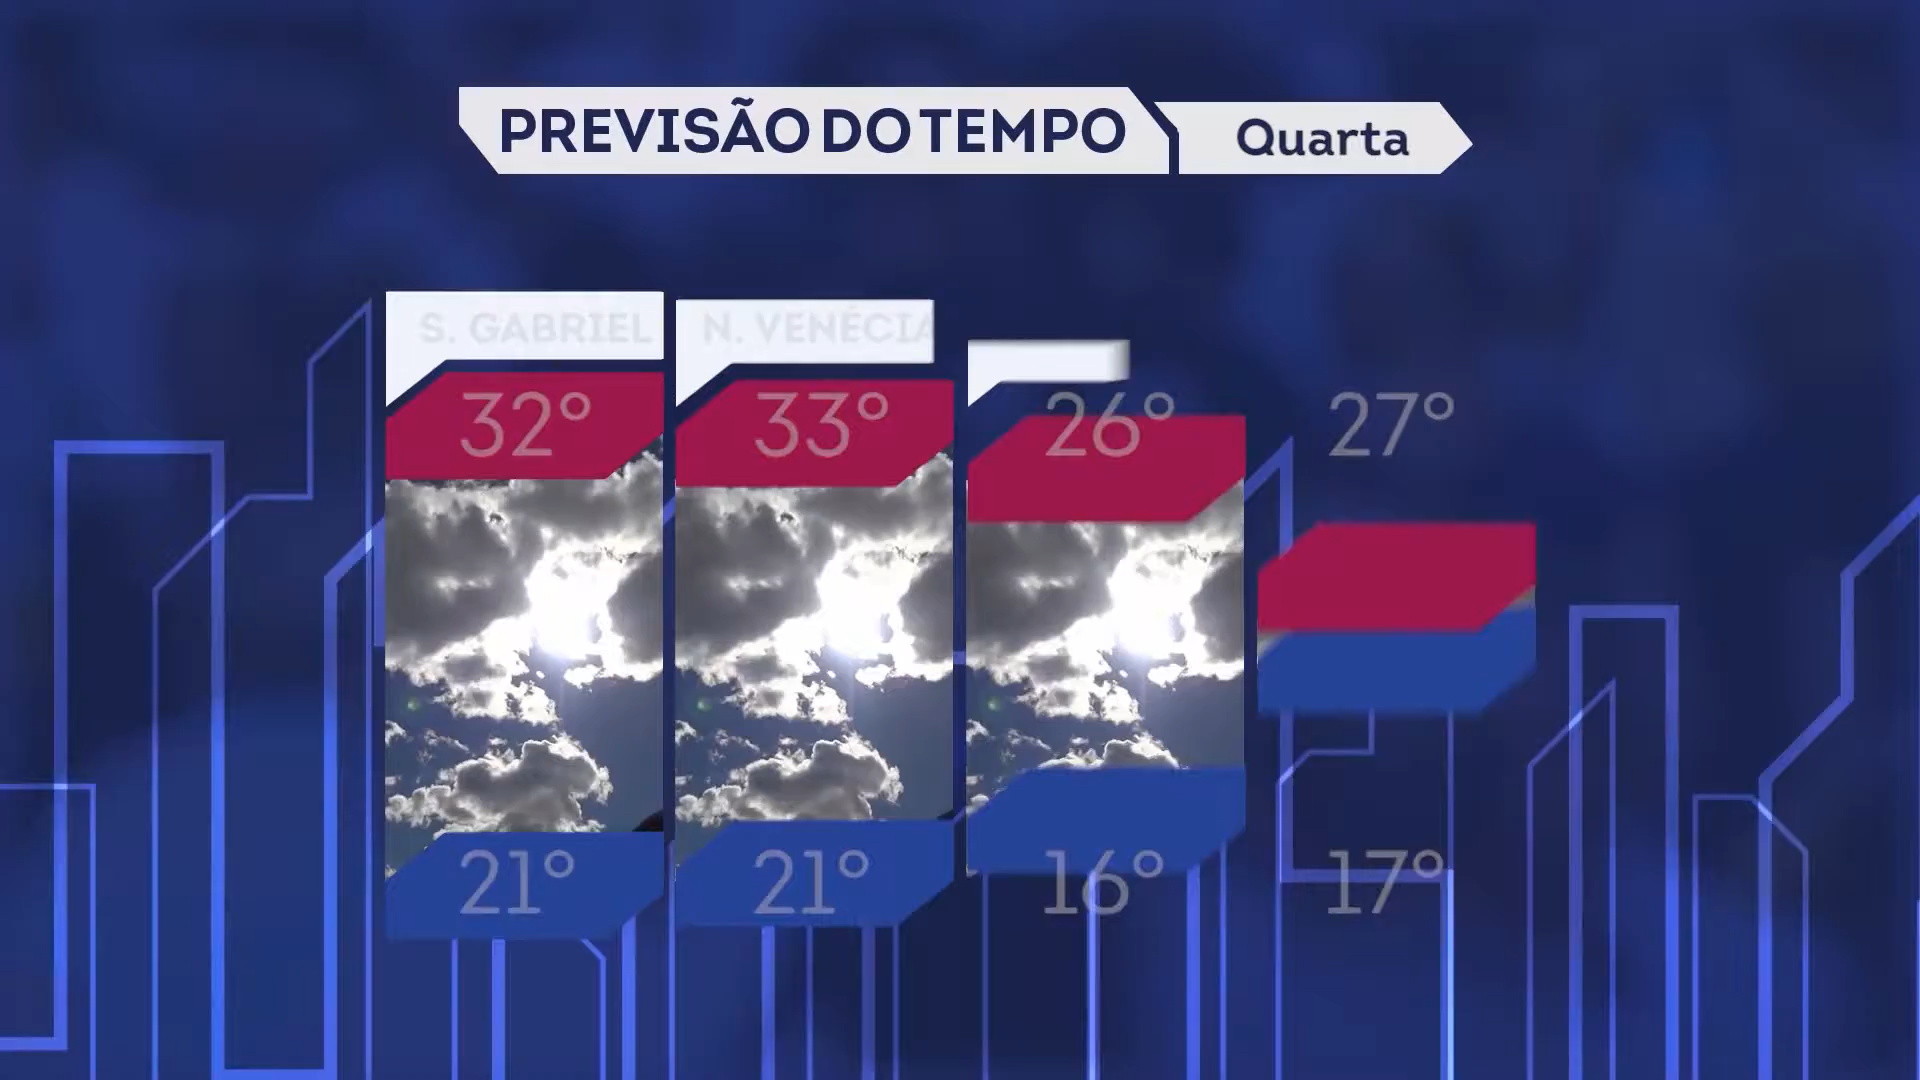 PREVISÃO DO TEMPO
Quarta
S. GABRIEL
N. VENÉCIA
32°
33°
26°
27°
21°
21°
16°
17°